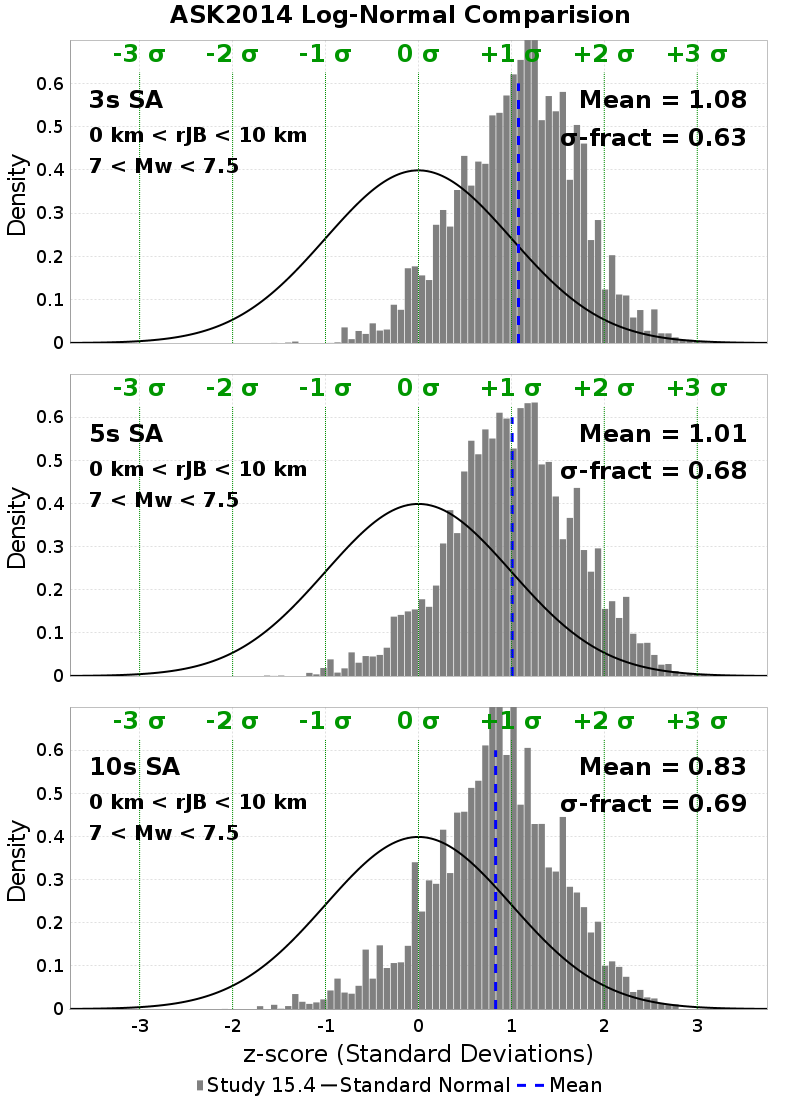 ASK2014 Log-Normal Comparision
-3 σ -2 σ -1 σ 0 σ +1 σ +2 σ +3 σ
3s SA
Mean = 1.08
0 km < rJB < 10 km
σ-fract = 0.63
7 < Mw < 7.5
Density
0.6
0.5
0.4
0.3
0.2
0.1
0
-3 σ -2 σ -1 σ 0 σ +1 σ +2 σ +3 σ
5s SA
Mean = 1.01
0 km < rJB < 10 km
σ-fract = 0.68
7 < Mw < 7.5
Density
0.6
0.5
0.4
0.3
0.2
0.1
0
-3 σ -2 σ -1 σ 0 σ +1 σ +2 σ +3 σ
10s SA
Mean = 0.83
0 km < rJB < 10 km
σ-fract = 0.69
7 < Mw < 7.5
Density
0.6
0.5
0.4
0.3
0.2
0.1
0
-3 -2 -1 0 1 2 3
z-score (Standard Deviations)
Study 15.4 Standard Normal Mean